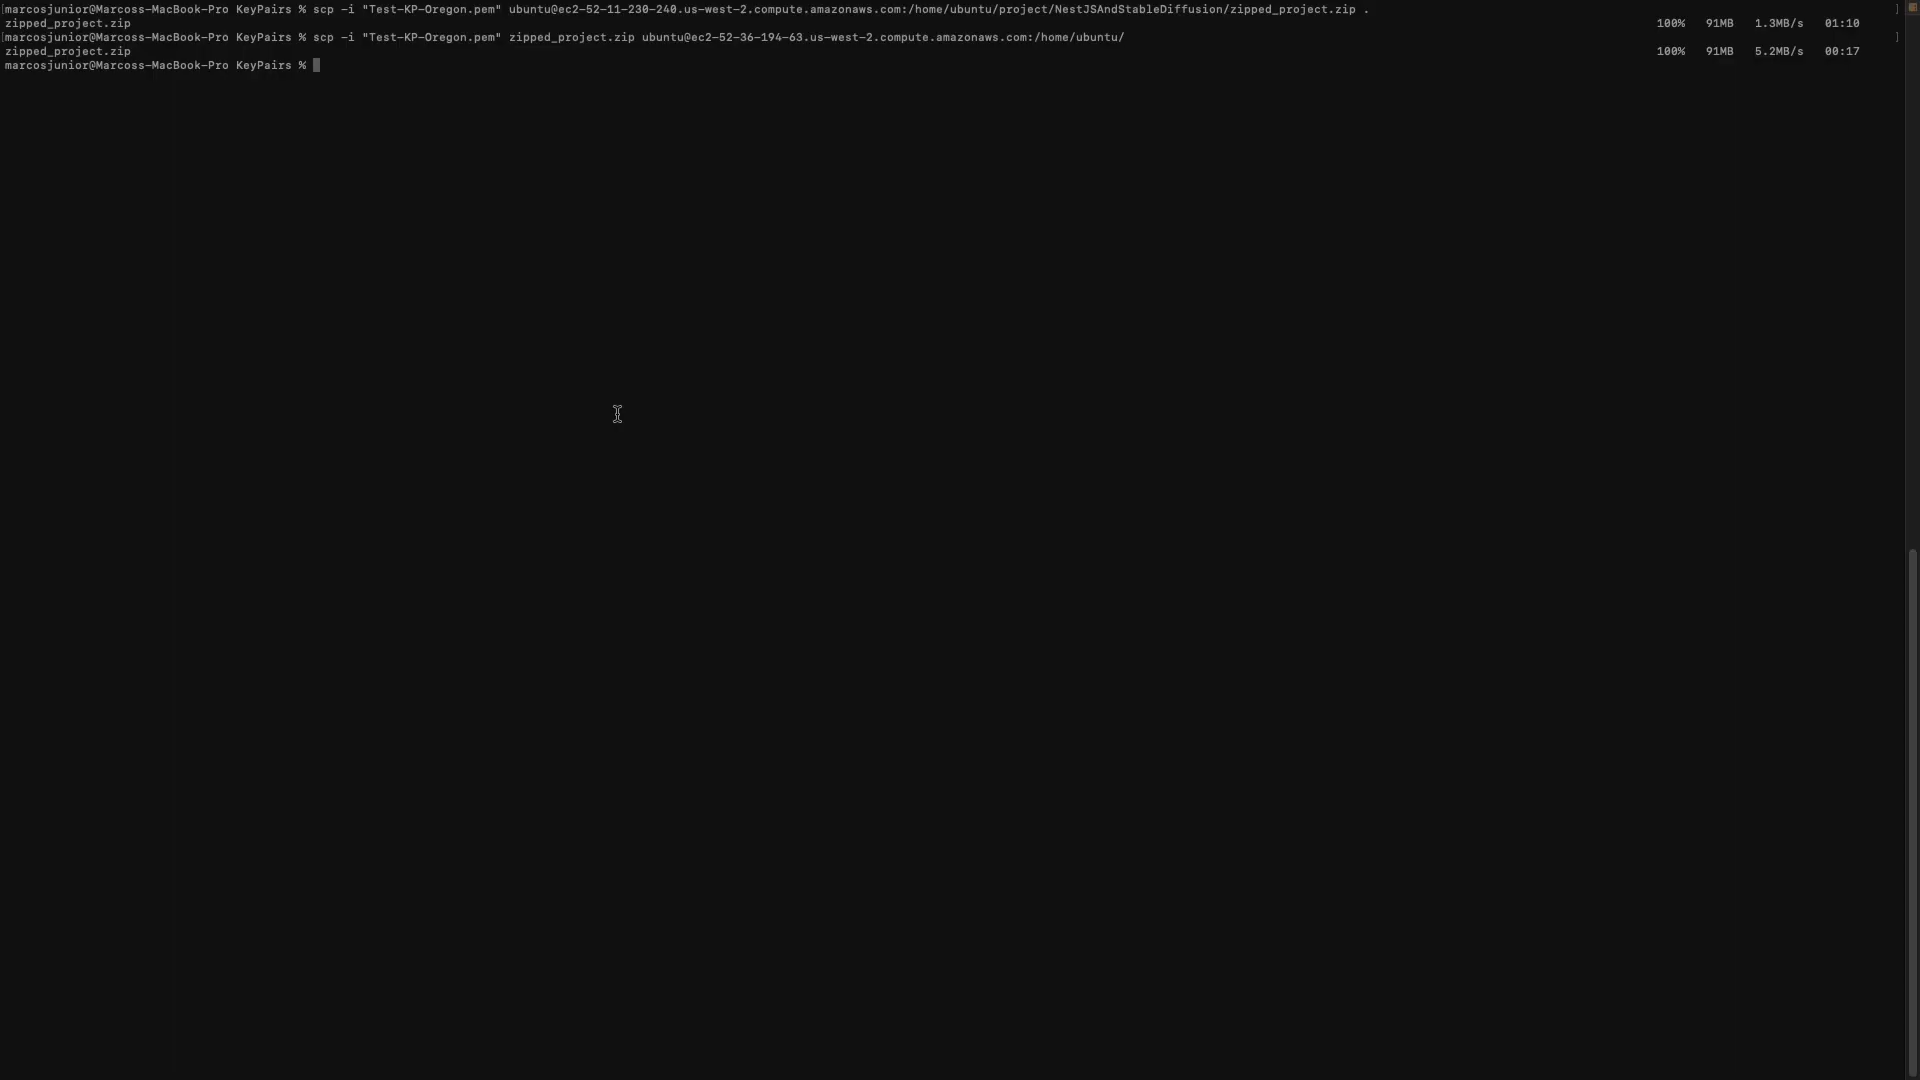 [marcosjunior@Marcoss-MacBook-Pro KeyPairs % scp -i "Test-KP-Oregon.pem" ubuntu@ec2-52-11-230-240.us-west-2.compute.amazonaws.com:/home/ubuntu/project/NestJSAndStableDiffusion/zipped_project.zip . ]
zipped_project.zip 100% 91MB 1.3MB/s 01:10
[marcosjunior@Marcoss-MacBook-Pro KeyPairs % scp -i "Test-KP-Oregon.pem" zipped_project.zip ubuntu@ec2-52-36-194-63.us-west-2.compute.amazonaws.com:/home/ubuntu/ ]
zipped_project.zip 100% 91MB 5.2MB/s 00:17
marcosjunior@Marcoss-MacBook-Pro KeyPairs %